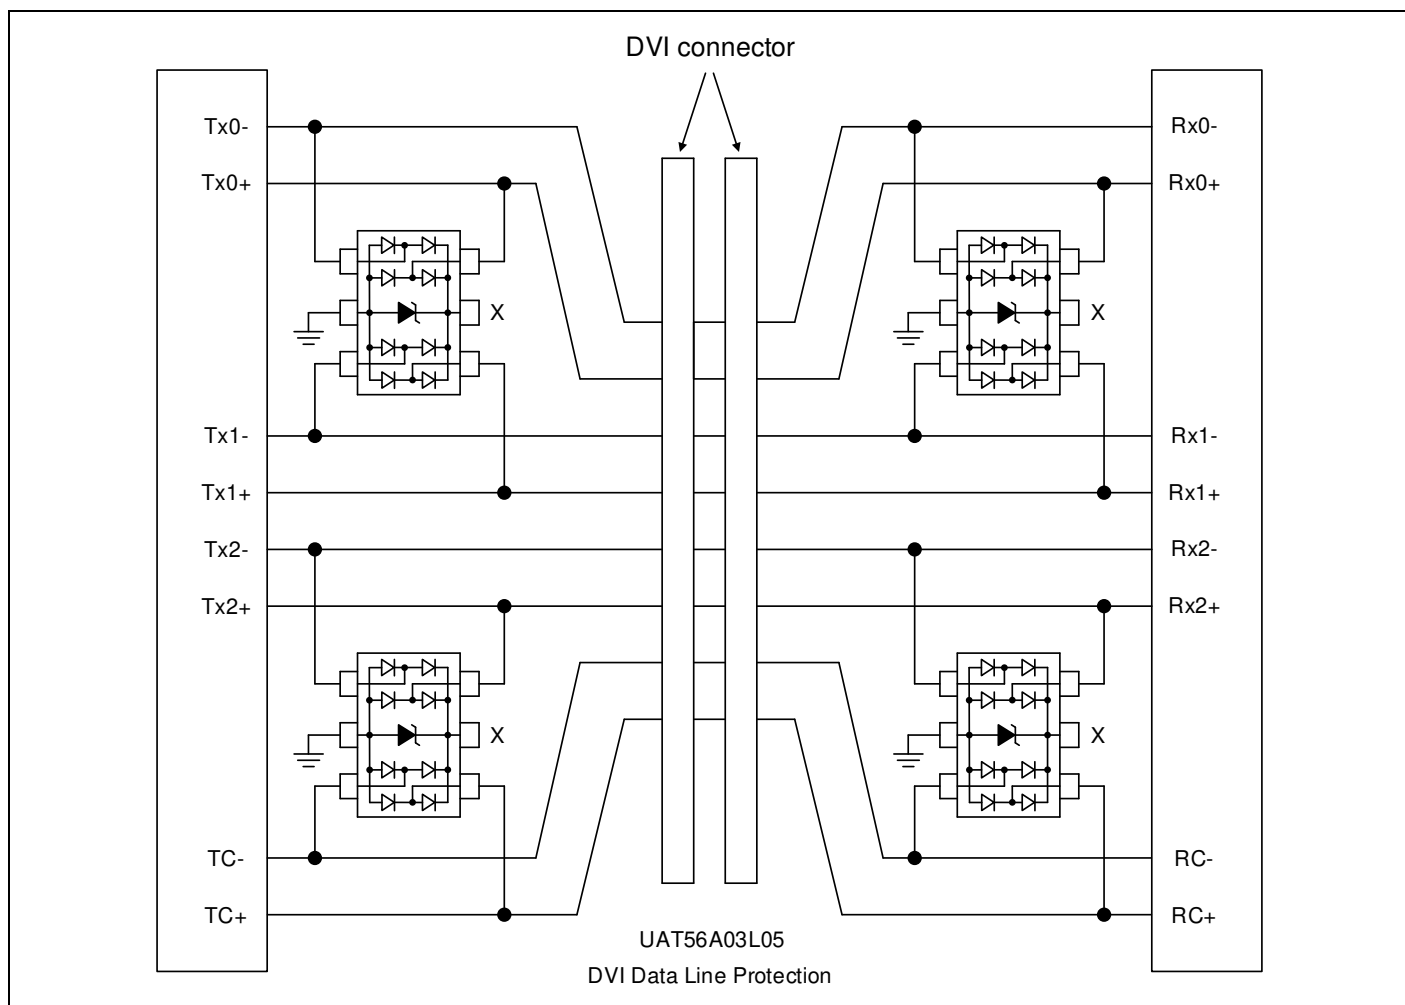 DVI connector
Tx0-
Rx0-
Tx0+
Rx0+
X
X
Tx1-
Rx1-
Tx1+
Rx1+
Tx2-
Rx2-
Tx2+
Rx2+
X
X
TC-
RC-
TC+
RC+
UAT56A03L05
DVI Data Line Protection